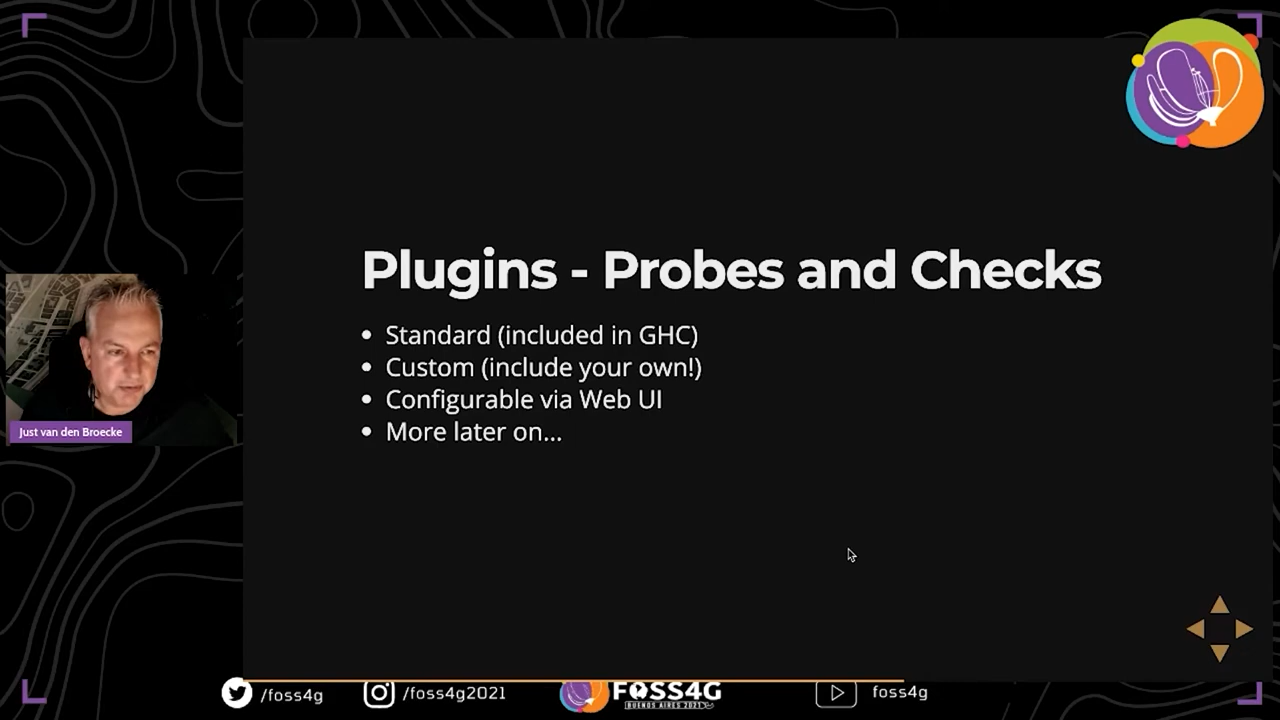 Plugins - Probes and Checks
Standard (included in GHC)
Custom (include your own!)
Configurable via Web UI
More later on...
Just van den Broecke
/foss4g
/foss4g2021
FOSS4G
BUENOS AIRES 2021
foss4g